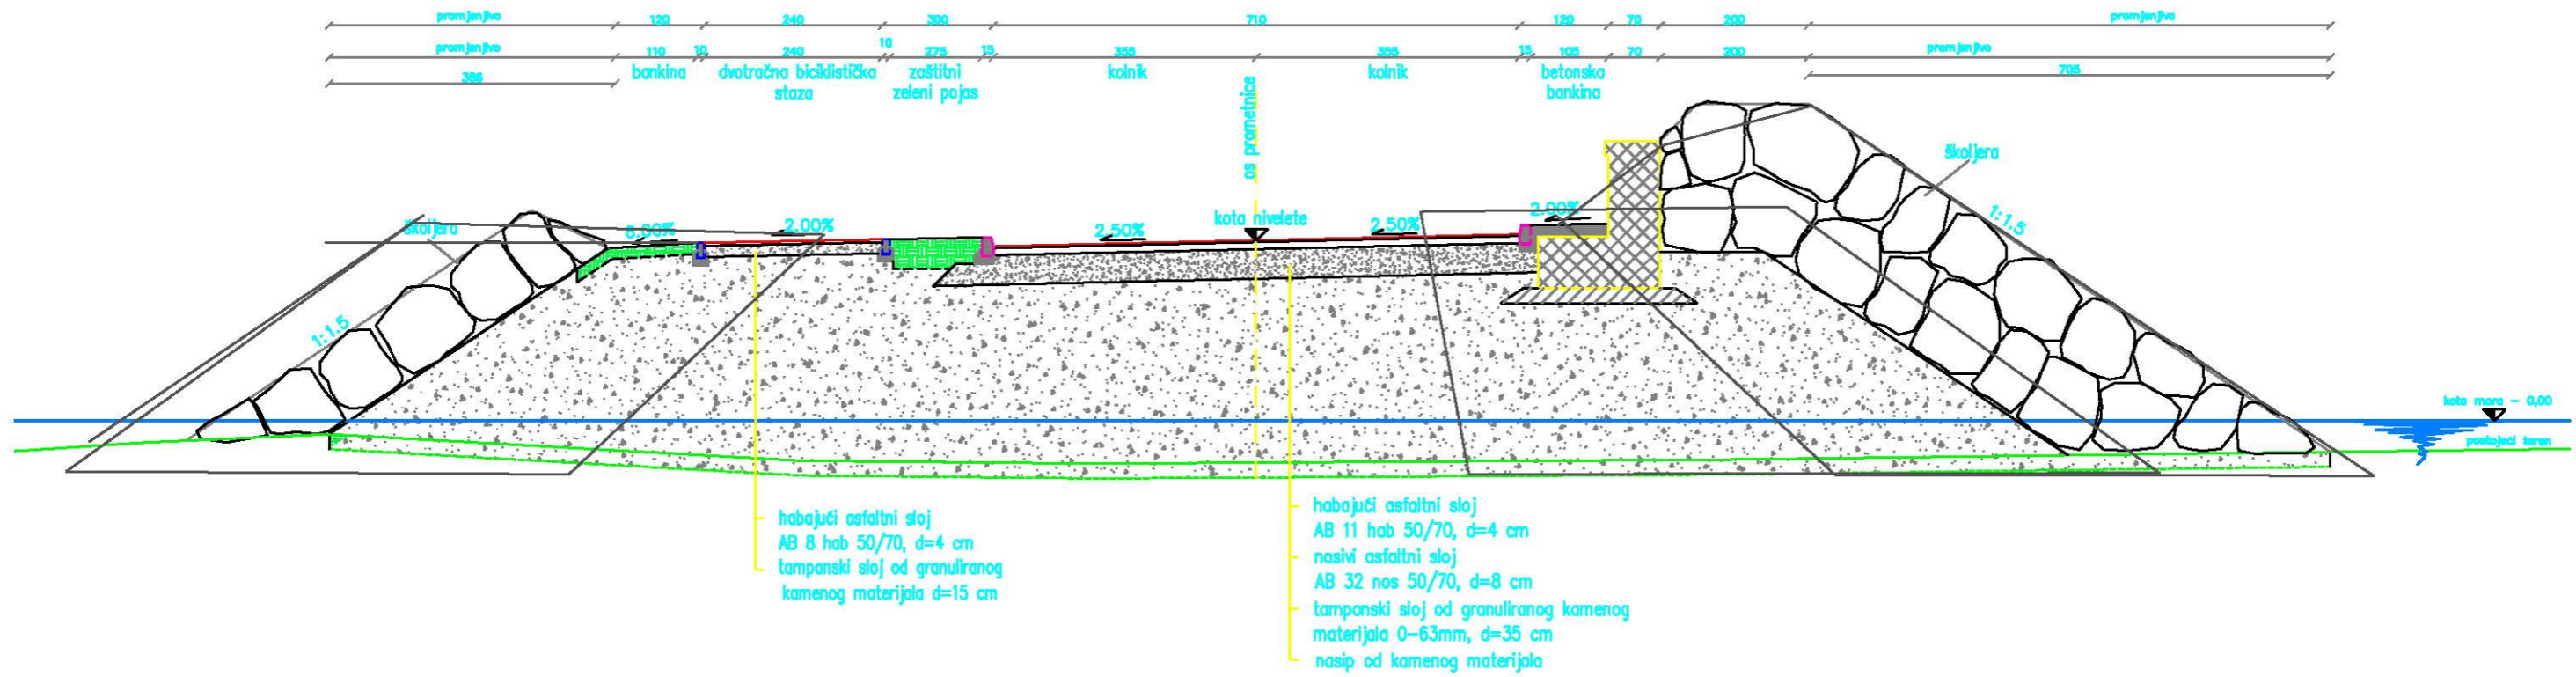 promjenjivo 120 240 300 710 120 70 200 promjenjivo
promjenjivo 110 10 240 10 275 15 355 355 15 105 70 200 promjenjivo
386 705
bankina
dvotračna biciklistička
staza
zaštitni
zeleni pojas
kolnik
os prometnice
kolnik
betonska
bankina
školjera
školjera
1:1.5
1:1.5
6.00%
2.00%
2.50%
kota nivelete
2.50%
2.00%
kota mora - 0,00
postojeći teren
habajući asfaltni sloj
AB 8 hab 50/70, d=4 cm
tamponski sloj od granuliranog
kamenog materijala d=15 cm
habajući asfaltni sloj
AB 11 hab 50/70, d=4 cm
nosivi asfaltni sloj
AB 32 nos 50/70, d=8 cm
tamponski sloj od granuliranog kamenog
materijala 0-63mm, d=35 cm
nasip od kamenog materijala